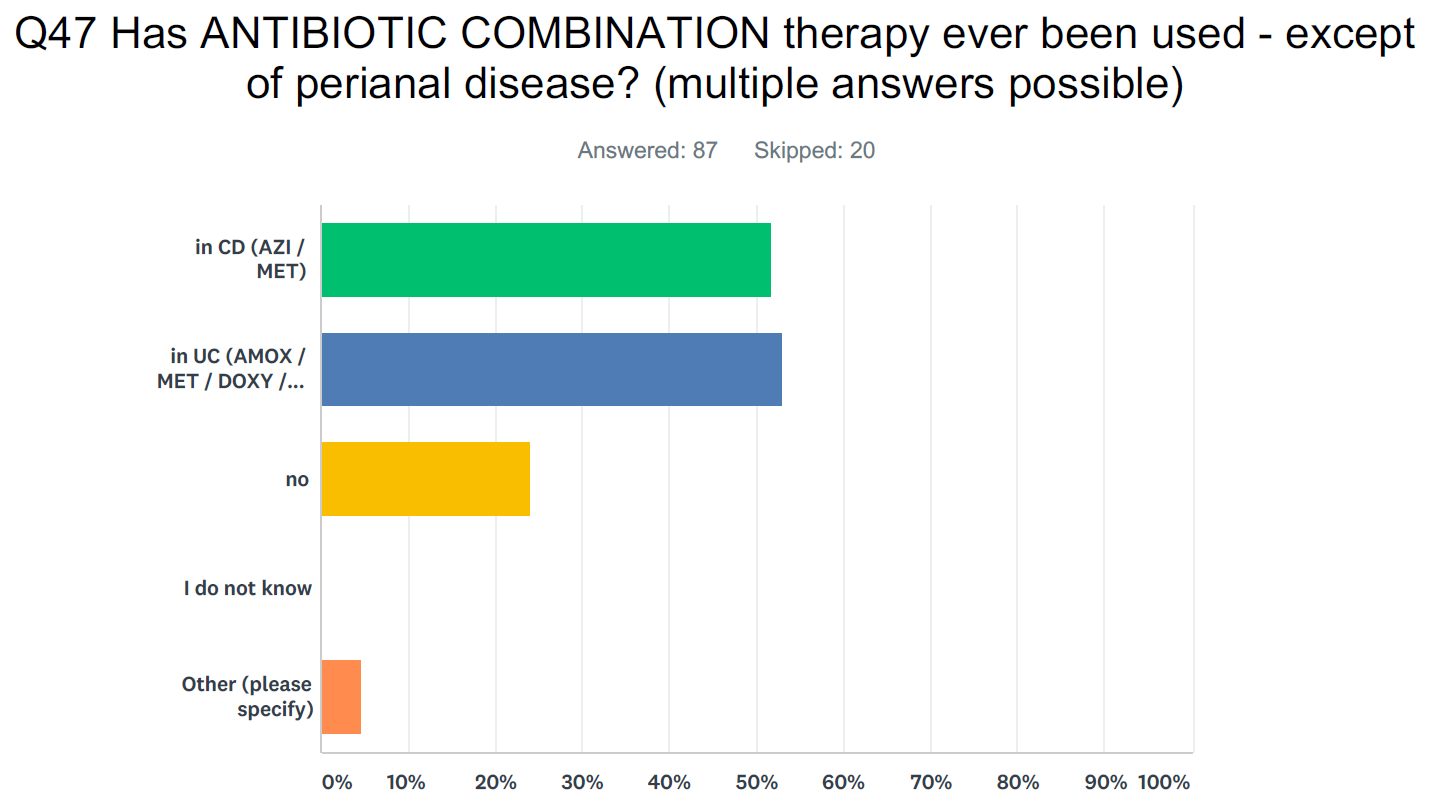 Q47 Has ANTIBIOTIC COMBINATION therapy ever been used - except
of perianal disease? (multiple answers possible)
Answered: 87 Skipped: 20
in CD (AZI /
MET)
in UC (AMOX /
MET / DOXY /...
no
I do not know
Other (please
specify)
0% 10% 20% 30% 40% 50% 60% 70% 80% 90% 100%